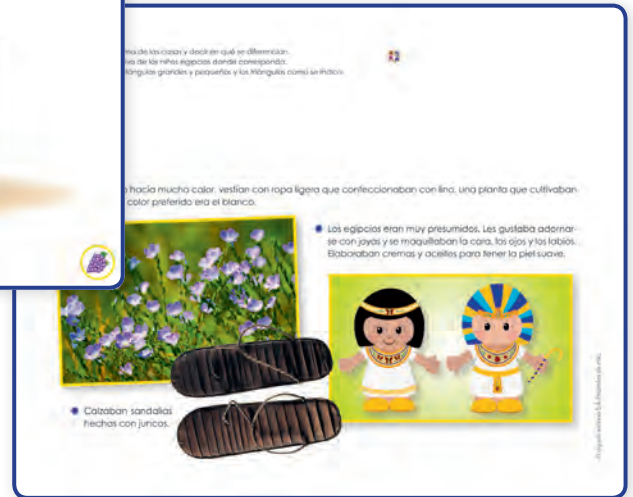 ma de las casas y decir en qué se diferencian.
va de los niños egipcios donde corresponda.
tángulos grandes y pequeños y los triángulos como se indica.
hacía mucho calor, vestían con ropa ligera que confeccionaban con lino, una planta que cultivaban
color preferido era el blanco.
Los egipcios eran muy presumidos. Les gustaba adornar-
se con joyas y se maquillaban la cara, los ojos y los labios.
Elaboraban cremas y aceites para tener la piel suave.
Calzaban sandalias
hechas con juncos.